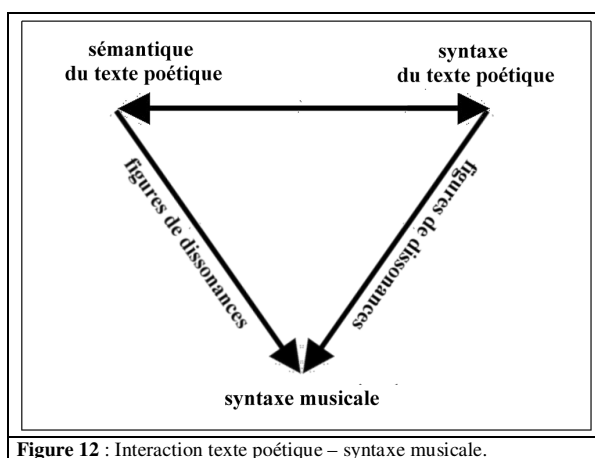 sémantique
du texte poétique
syntaxe
du texte poétique
figures de dissonances
figures de dissonances
syntaxe musicale
Figure 12 : Interaction texte poétique – syntaxe musicale.